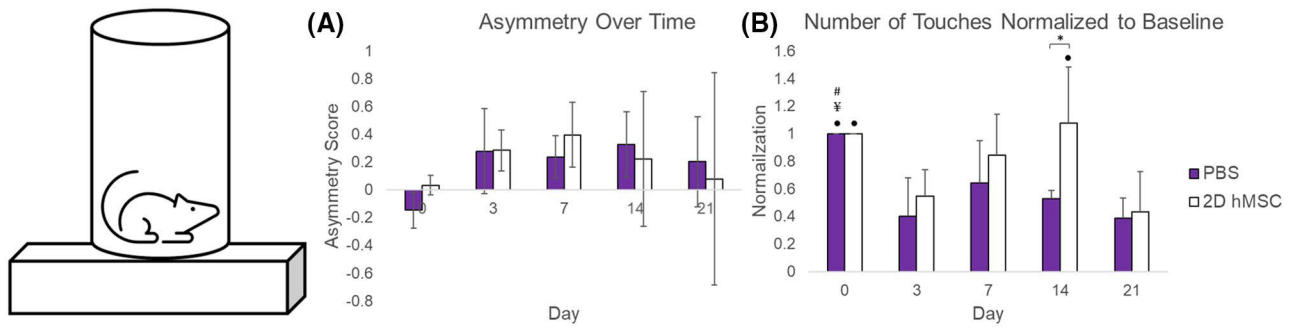 (A)
Asymmetry Over Time
1
0.8
0.6
0.4
0.2
0
-0.2
-0.4
-0.6
-0.8
Asymmetry Score
0 3 7 14 21
Day
(B)
Number of Touches Normalized to Baseline
1.6
1.4
1.2
1
0.8
0.6
0.4
0.2
0
Normailzation
#
¥
*
0 3 7 14 21
Day
PBS
2D hMSC